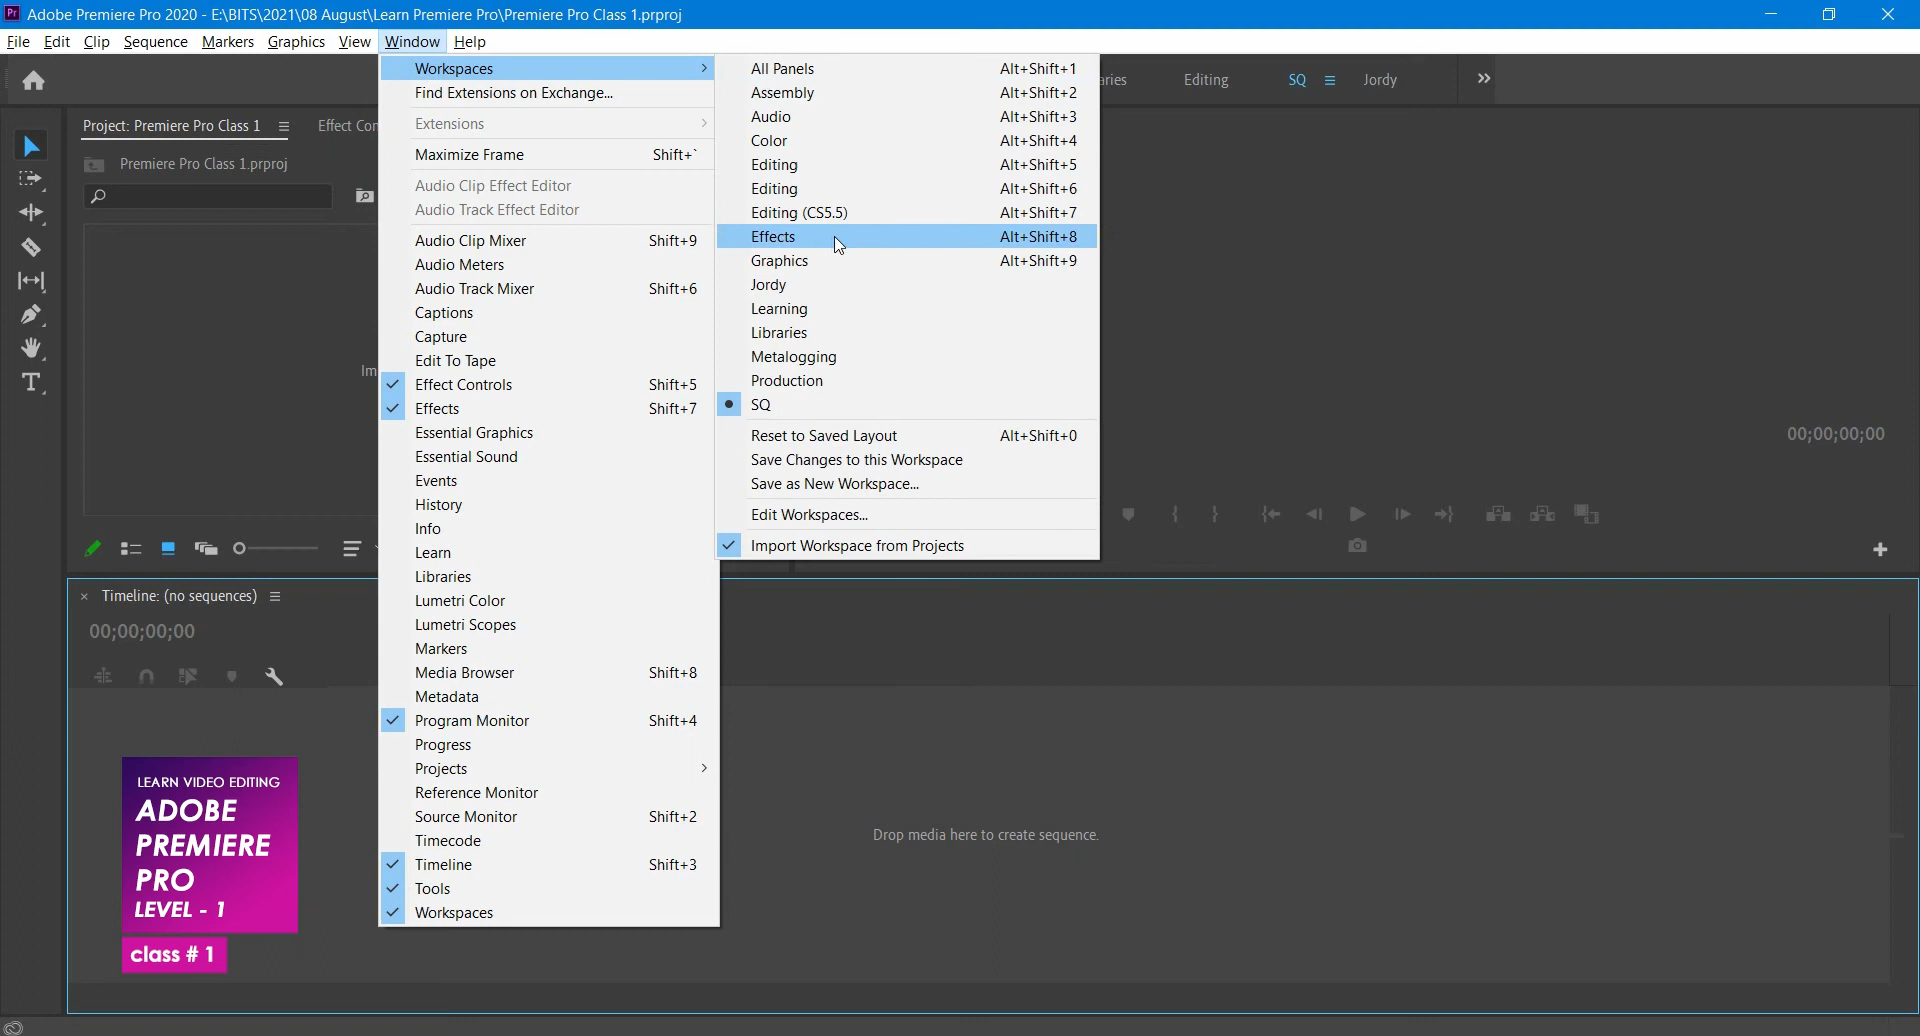 Adobe Premiere Pro 2020 - E:\BITS\2021\08 August\Learn Premiere Pro\Premiere Pro Class 1.prproj
File Edit Clip Sequence Markers Graphics View Window Help
aries Editing SQ Jordy
Project: Premiere Pro Class 1 Effect Con
Premiere Pro Class 1.prproj
Im
Workspaces
Find Extensions on Exchange...
Extensions
Maximize Frame Shift+`
Audio Clip Effect Editor
Audio Track Effect Editor
Audio Clip Mixer Shift+9
Audio Meters
Audio Track Mixer Shift+6
Captions
Capture
Edit To Tape
Effect Controls Shift+5
Effects Shift+7
Essential Graphics
Essential Sound
Events
History
Info
Learn
Libraries
Lumetri Color
Lumetri Scopes
Markers
Media Browser Shift+8
Metadata
Program Monitor Shift+4
Progress
Projects
Reference Monitor
Source Monitor Shift+2
Timecode
Timeline Shift+3
Tools
Workspaces
All Panels Alt+Shift+1
Assembly Alt+Shift+2
Audio Alt+Shift+3
Color Alt+Shift+4
Editing Alt+Shift+5
Editing Alt+Shift+6
Editing (CS5.5) Alt+Shift+7
Effects Alt+Shift+8
Graphics Alt+Shift+9
Jordy
Learning
Libraries
Metalogging
Production
SQ
Reset to Saved Layout Alt+Shift+0
Save Changes to this Workspace
Save as New Workspace...
Edit Workspaces...
Import Workspace from Projects
00;00;00;00
Timeline: (no sequences)
00;00;00;00
Drop media here to create sequence.
LEARN VIDEO EDITING
ADOBE
PREMIERE
PRO
LEVEL - 1
class # 1